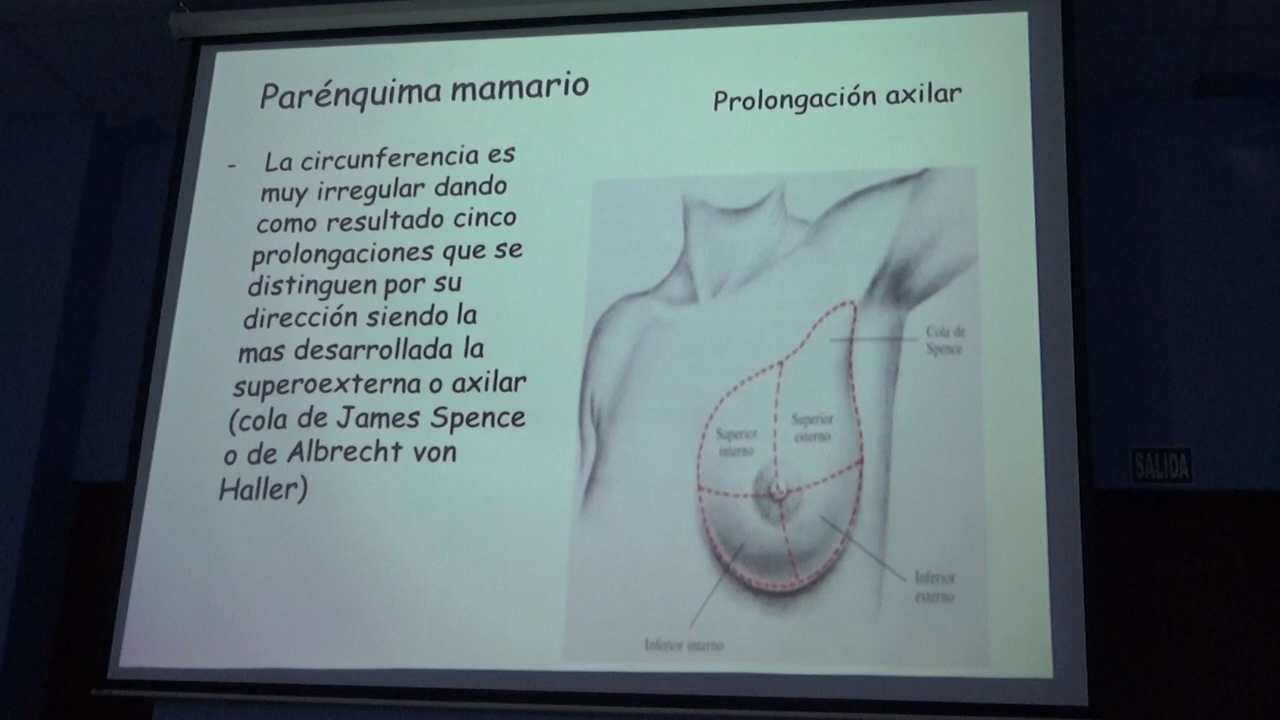 Parénquima mamario
Prolongación axilar
- La circunferencia es
muy irregular dando
como resultado cinco
prolongaciones que se
distinguen por su
dirección siendo la
mas desarrollada la
superoexterna o axilar
(cola de James Spence
o de Albrecht von
Haller)
Cola de
Spence
Superior
interno
Superior
externo
Inferior
externo
Inferior interno
SALIDA